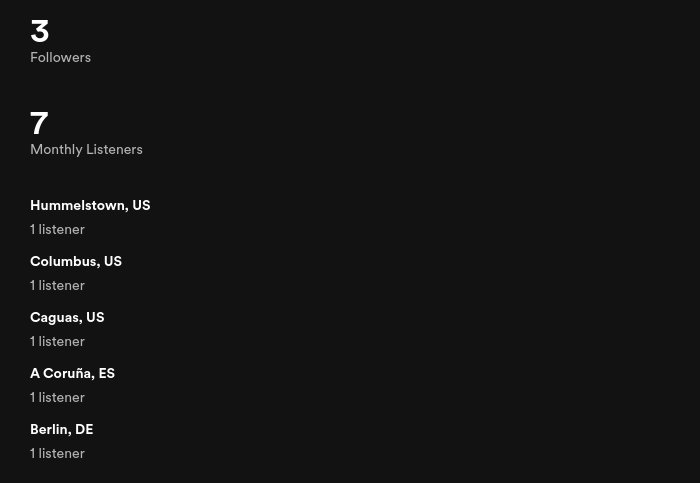 3
Followers
7
Monthly Listeners
Hummelstown, US
1 listener
Columbus, US
1 listener
Caguas, US
1 listener
A Coruña, ES
1 listener
Berlin, DE
1 listener